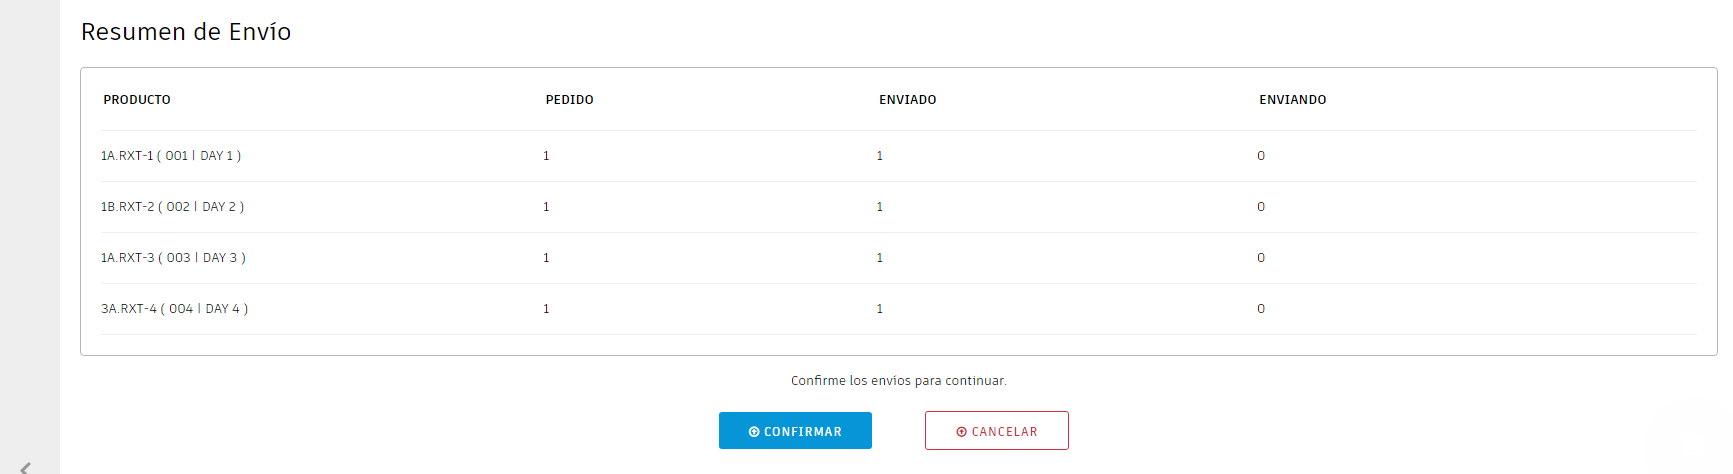 Resumen de Envío
PRODUCTO PEDIDO ENVIADO ENVIANDO
1A.RXT-1 ( 001 | DAY 1 ) 1 1 0
1B.RXT-2 ( 002 | DAY 2 ) 1 1 0
1A.RXT-3 ( 003 | DAY 3 ) 1 1 0
3A.RXT-4 ( 004 | DAY 4 ) 1 1 0
Confirme los envíos para continuar.
CONFIRMAR CANCELAR